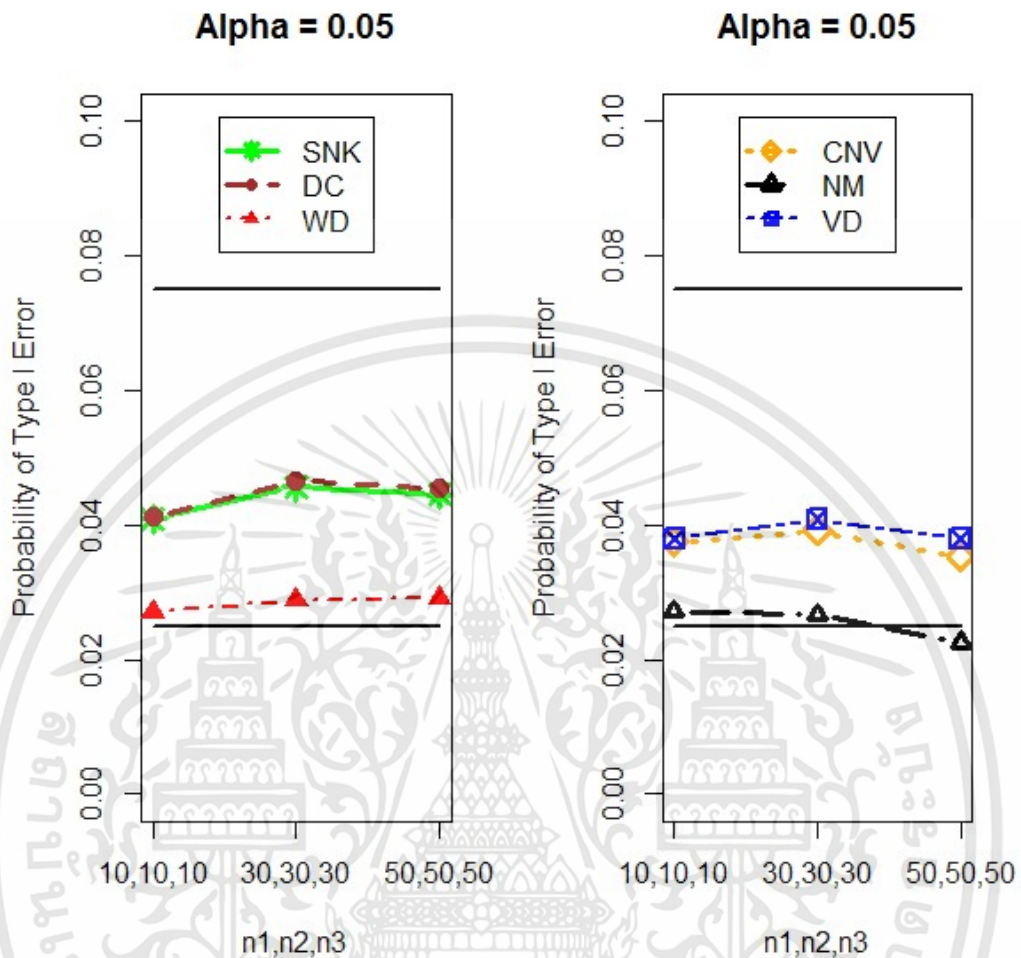 Alpha = 0.05
SNK
DC
WD
Probability of Type I Error
0.00
0.02
0.04
0.06
0.08
0.10
10,10,10
30,30,30
50,50,50
n1,n2,n3
Alpha = 0.05
CNV
NM
VD
Probability of Type I Error
0.00
0.02
0.04
0.06
0.08
0.10
10,10,10
30,30,30
50,50,50
n1,n2,n3